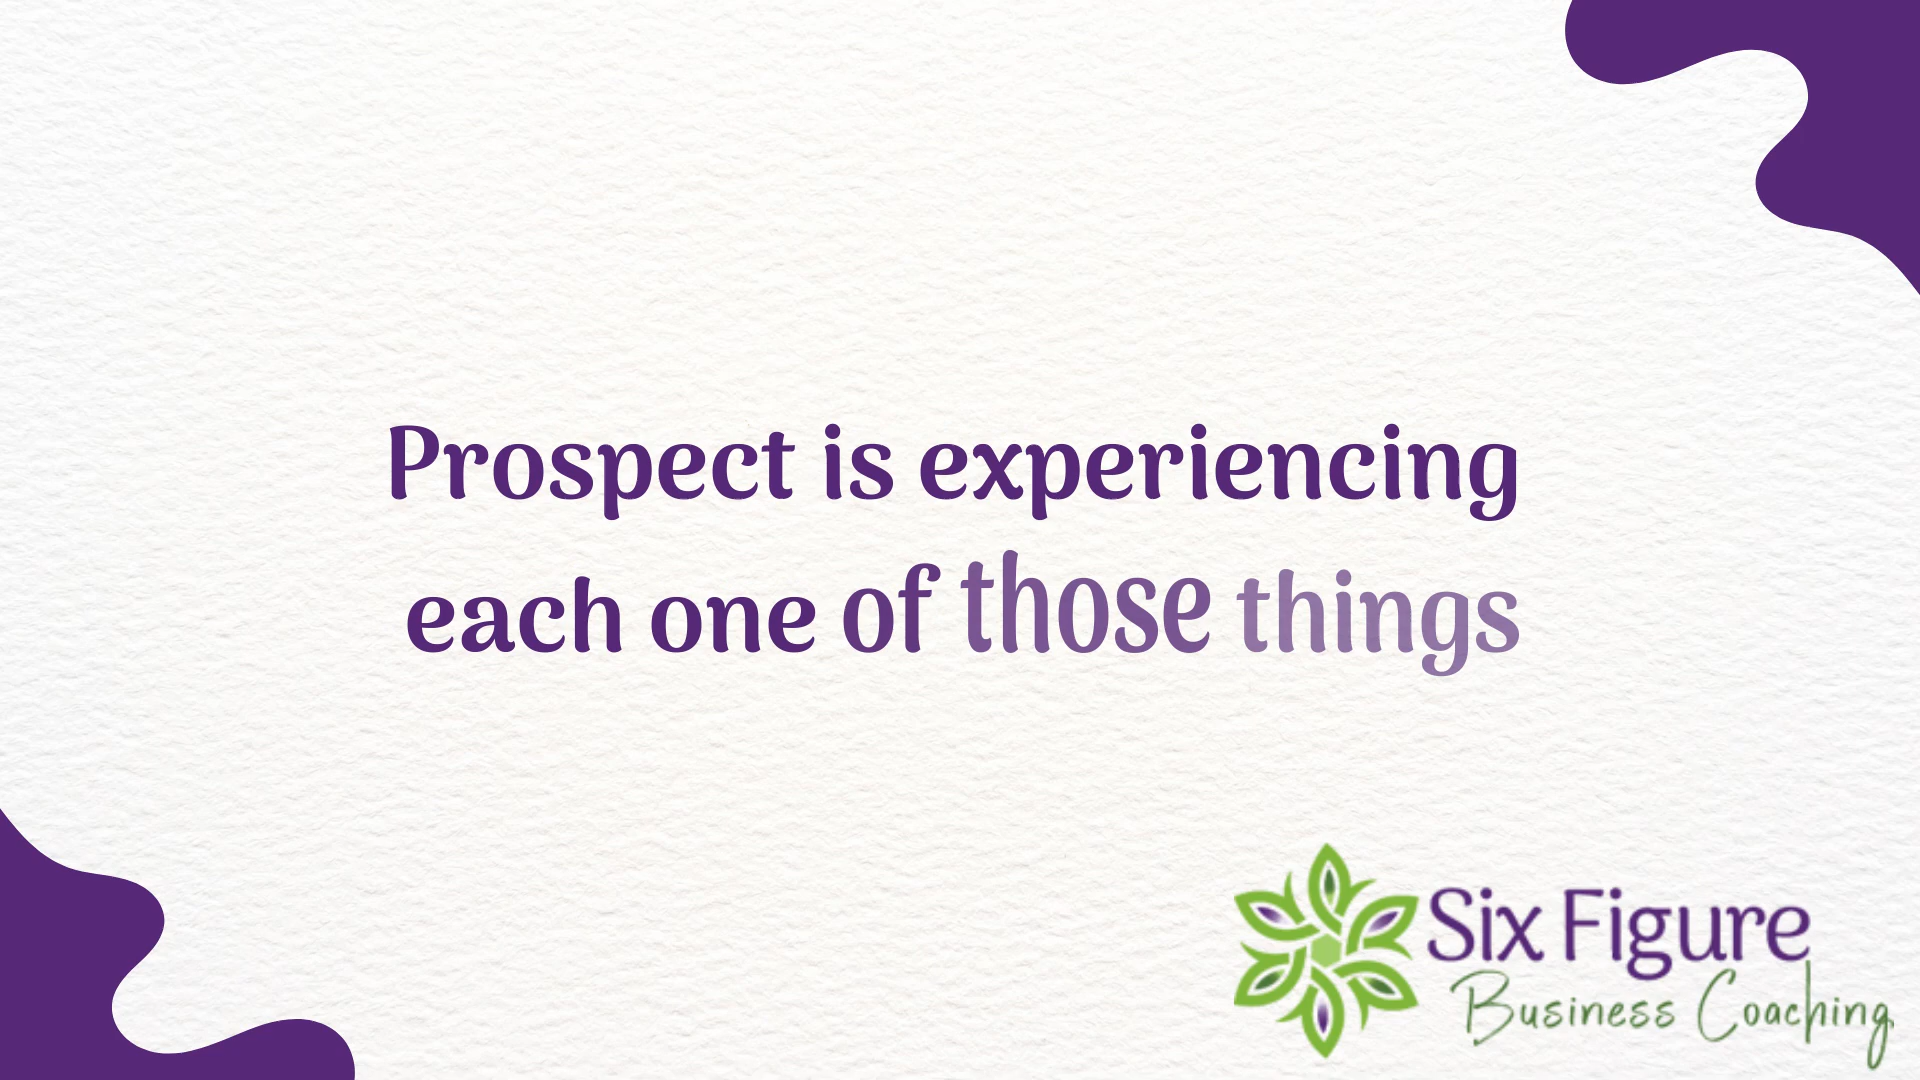 Prospect is experiencing
each one of those things
Six Figure
Business Coaching